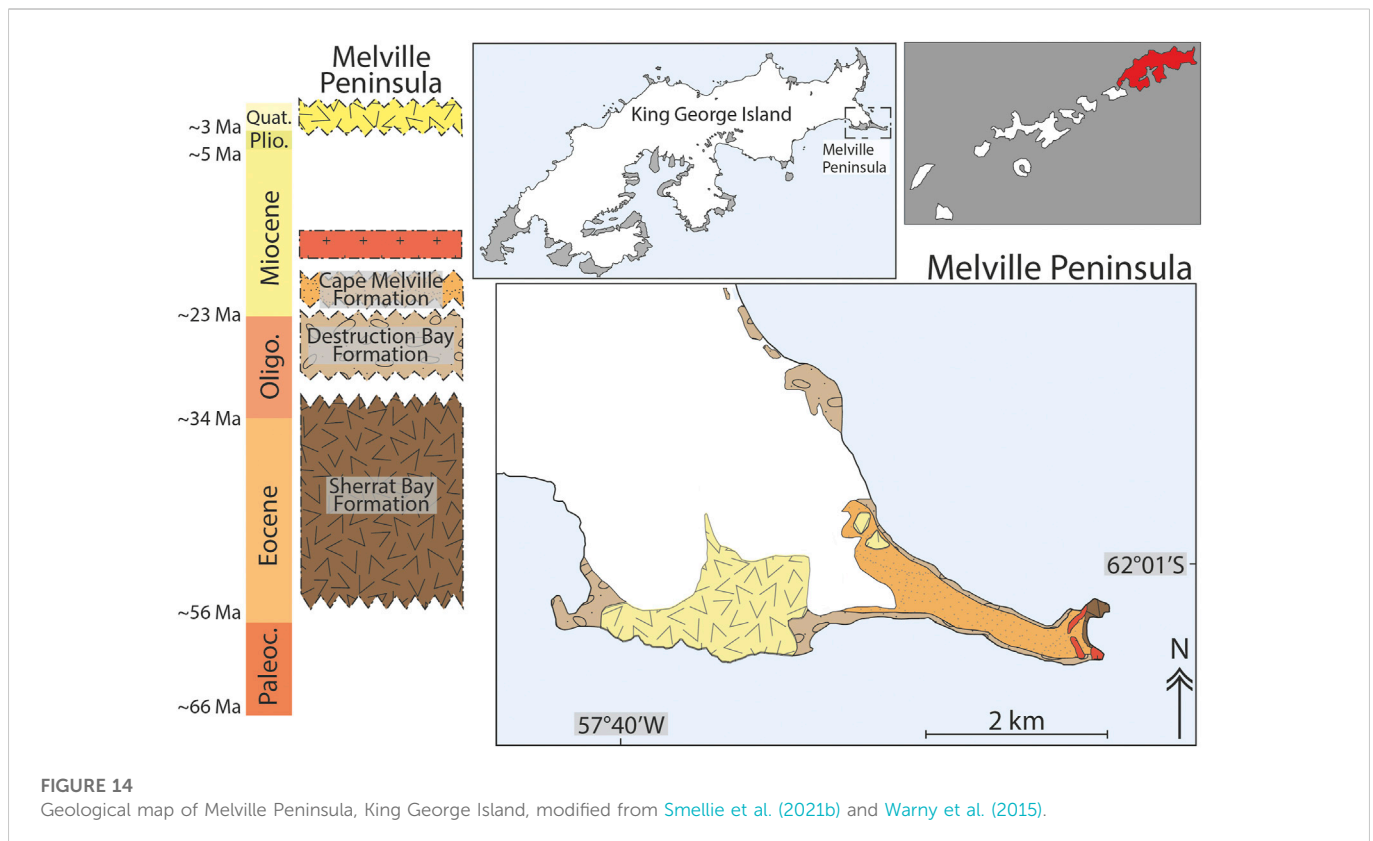 Melville
Peninsula
Quat.
~3 Ma
Plio.
~5 Ma
Miocene
Cape Melville
Formation
~23 Ma
Destruction Bay
Formation
Oligo.
~34 Ma
Sherrat Bay
Formation
Eocene
~56 Ma
Paleoc.
~66 Ma
King George Island
Melville
Peninsula
Melville Peninsula
62°01'S
N
57°40'W
2 km
FIGURE 14
Geological map of Melville Peninsula, King George Island, modified from Smellie et al. (2021b) and Warny et al. (2015).